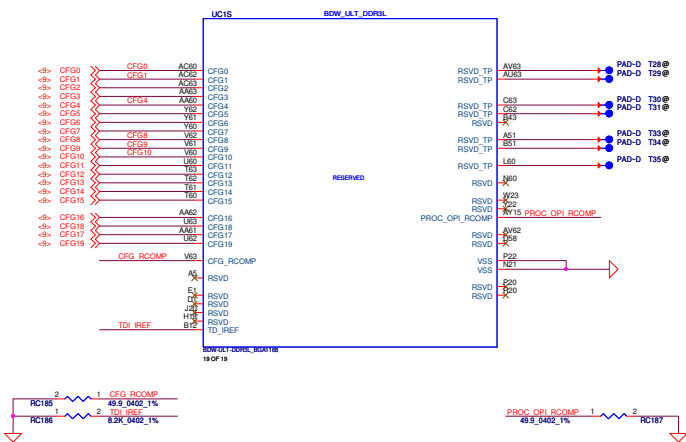 UC1S BDW_ULT_DDR3L
<9> CFG0 CFG0 AC60 CFG0
<9> CFG1 CFG1 AC62 CFG1
<9> CFG2 AC63 CFG2
<9> CFG3 AA63 CFG3
<9> CFG4 CFG4 AA60 CFG4
<9> CFG5 Y62 CFG5
<9> CFG6 Y61 CFG6
<9> CFG7 Y60 CFG7
<9> CFG8 CFG8 V62 CFG8
<9> CFG9 CFG9 V61 CFG9
<9> CFG10 CFG10 V60 CFG10
<9> CFG11 U60 CFG11
<9> CFG12 T63 CFG12
<9> CFG13 T62 CFG13
<9> CFG14 T61 CFG14
<9> CFG15 T60 CFG15
<9> CFG16 AA62 CFG16
<9> CFG18 U63 CFG18
<9> CFG17 AA61 CFG17
<9> CFG19 U62 CFG19
CFG_RCOMP V63 CFG_RCOMP
A5 RSVD
E1 RSVD
D1 RSVD
RSVD
RSVD
TDI_IREF B12 TD_IREF
RESERVED
RSVD_TP AV63 PAD-D T28@
RSVD_TP AU63 PAD-D T29@
RSVD_TP C63 PAD-D T30@
RSVD_TP C62 PAD-D T31@
RSVD B43
RSVD_TP A51 PAD-D T33@
RSVD_TP B51 PAD-D T34@
RSVD_TP L60 PAD-D T35@
RSVD N60
RSVD W23
RSVD Y22
PROC_OPI_RCOMP AY15 PROC_OPI_RCOMP
RSVD AV62
RSVD D58
VSS P22
VSS N21
RSVD P20
RSVD R20
BDW-ULT-DDR3L_BGA1168
19 OF 19
2 1 CFG_RCOMP
RC185 49.9_0402_1%
1 2 TDI_IREF
RC186 8.2K_0402_1%
PROC_OPI_RCOMP 1 2
49.9_0402_1% RC187